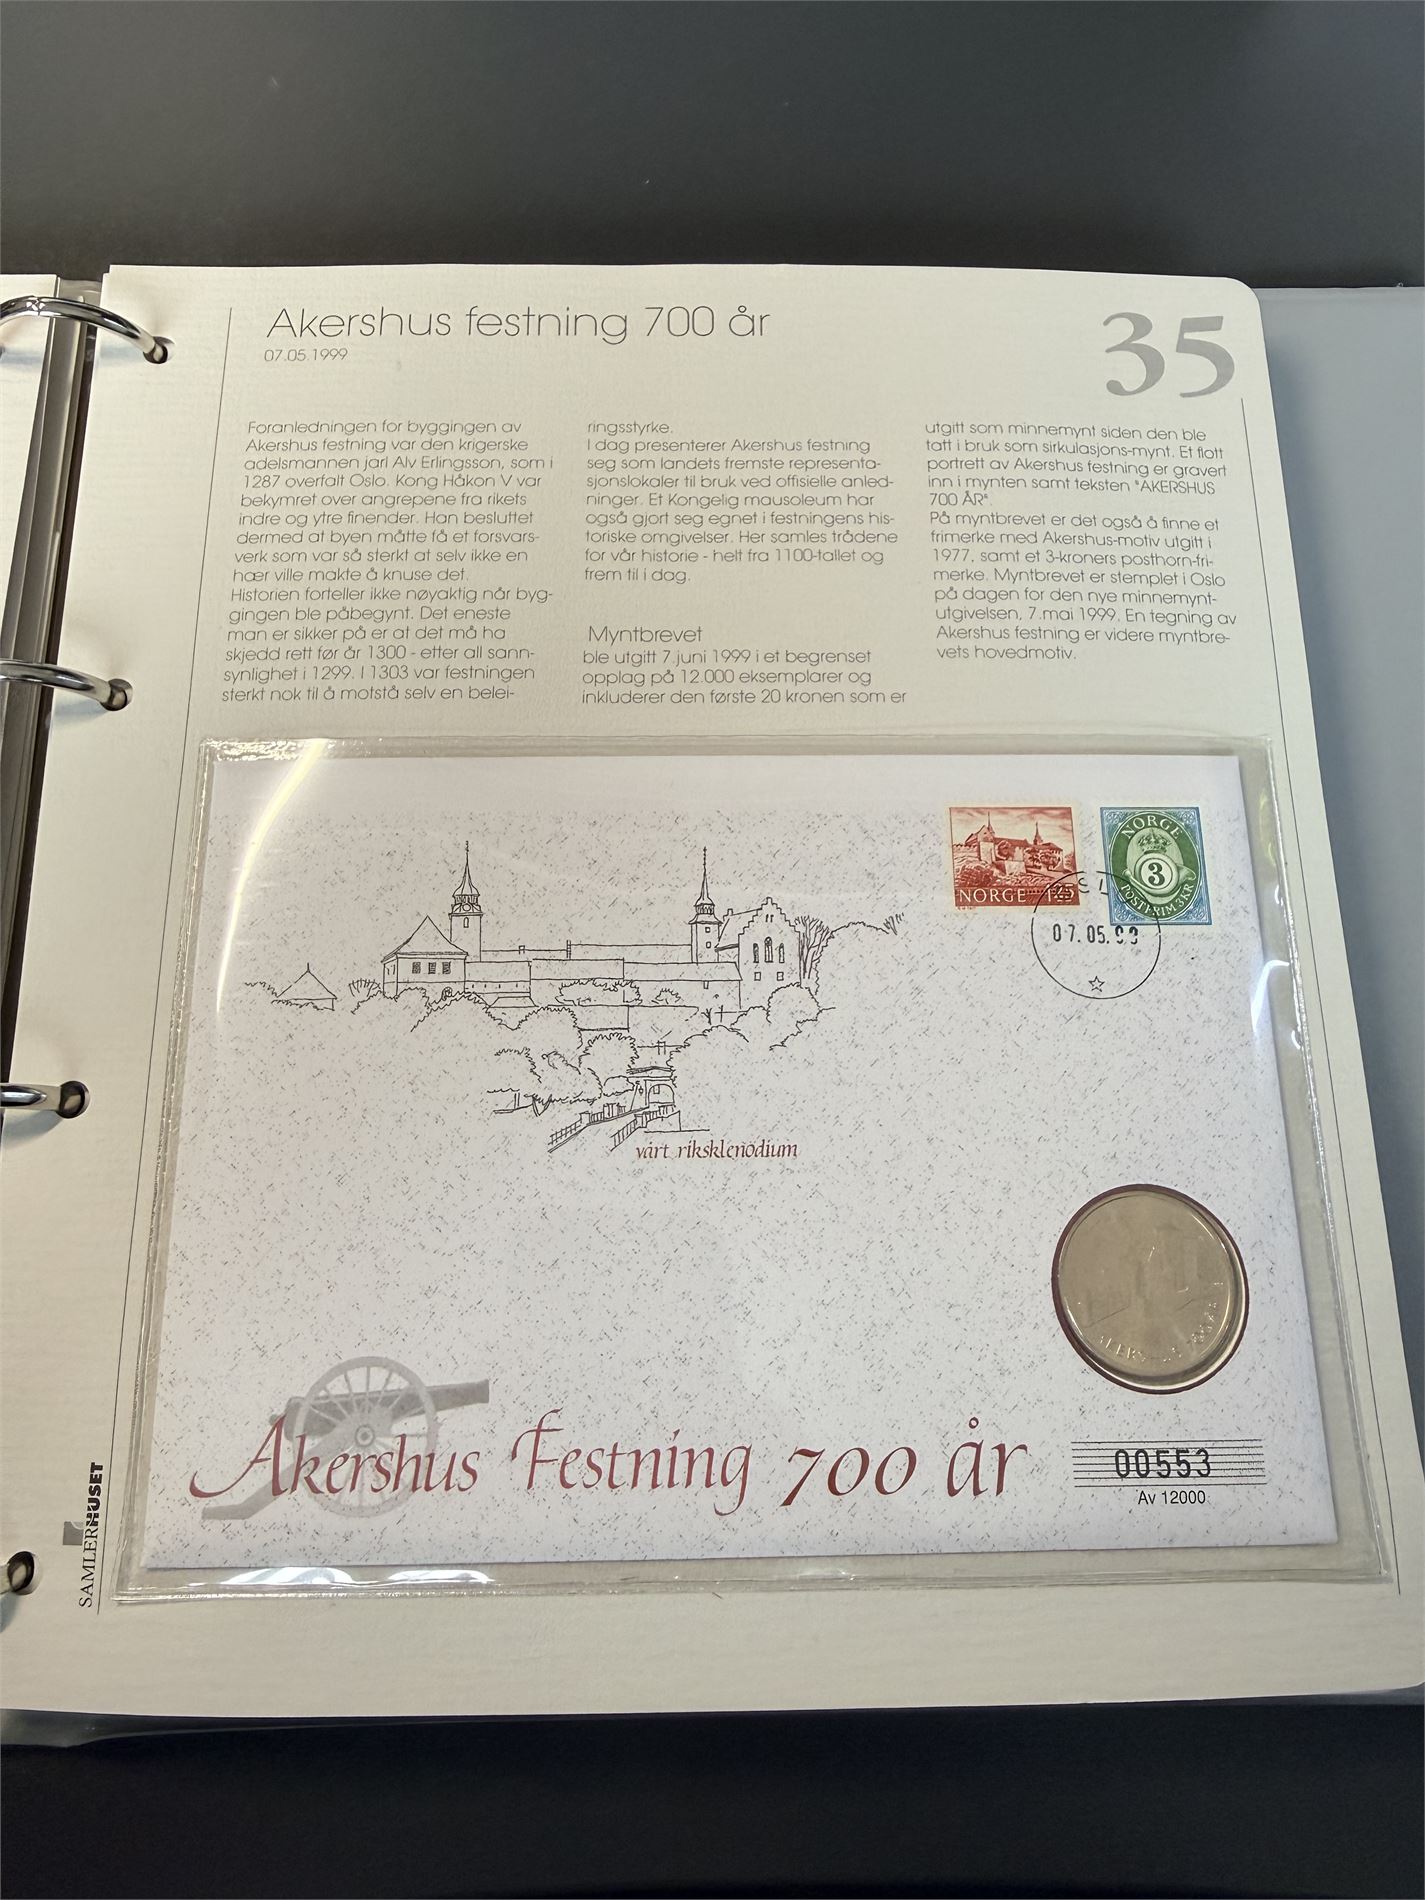 Akershus festning 700 år
07.05.1999
35
Foranledningen for byggingen av
Akershus festning var den krigerske
adelsmannen jarl Alv Erlingsson, som i
1287 overfalt Oslo. Kong Håkon V var
bekymret over angrepene fra rikets
indre og ytre finender. Han besluttet
dermed at byen måtte få et forsvars-
verk som var så sterkt at selv ikke en
hær ville makte å knuse det.
Historien forteller ikke nøyaktig når byg-
gingen ble påbegynt. Det eneste
man er sikker på er at det må ha
skjedd rett før år 1300 - etter all sann-
synlighet i 1299. I 1303 var festningen
sterkt nok til å motstå selv en belei-
ringsstyrke.
I dag presenterer Akershus festning
seg som landets fremste representa-
sjonslokaler til bruk ved offisielle anled-
ninger. Et Kongelig mausoleum har
også gjort seg egnet i festningens his-
toriske omgivelser. Her samles trådene
for vår historie - helt fra 1100-tallet og
frem til i dag.
Myntbrevet
ble utgitt 7.juni 1999 i et begrenset
opplag på 12.000 eksemplarer og
inkluderer den første 20 kronen som er
utgitt som minnemynt siden den ble
tatt i bruk som sirkulasjons-mynt. Et flott
portrett av Akershus festning er gravert
inn i mynten samt teksten "AKERSHUS
700 ÅR".
På myntbrevet er det også å finne et
frimerke med Akershus-motiv utgitt i
1977, samt et 3-kroners posthorn-fri-
merke. Myntbrevet er stemplet i Oslo
på dagen for den nye minnemynt-
utgivelsen, 7.mai 1999. En tegning av
Akershus festning er videre myntbre-
vets hovedmotiv.
NORGE 125
NORGE
3
POSTFRIM. 3 KR
07.05.99
vårt riksklenodium
Akershus Festning 700 år
00553
Av 12000
SAMLERHUSET